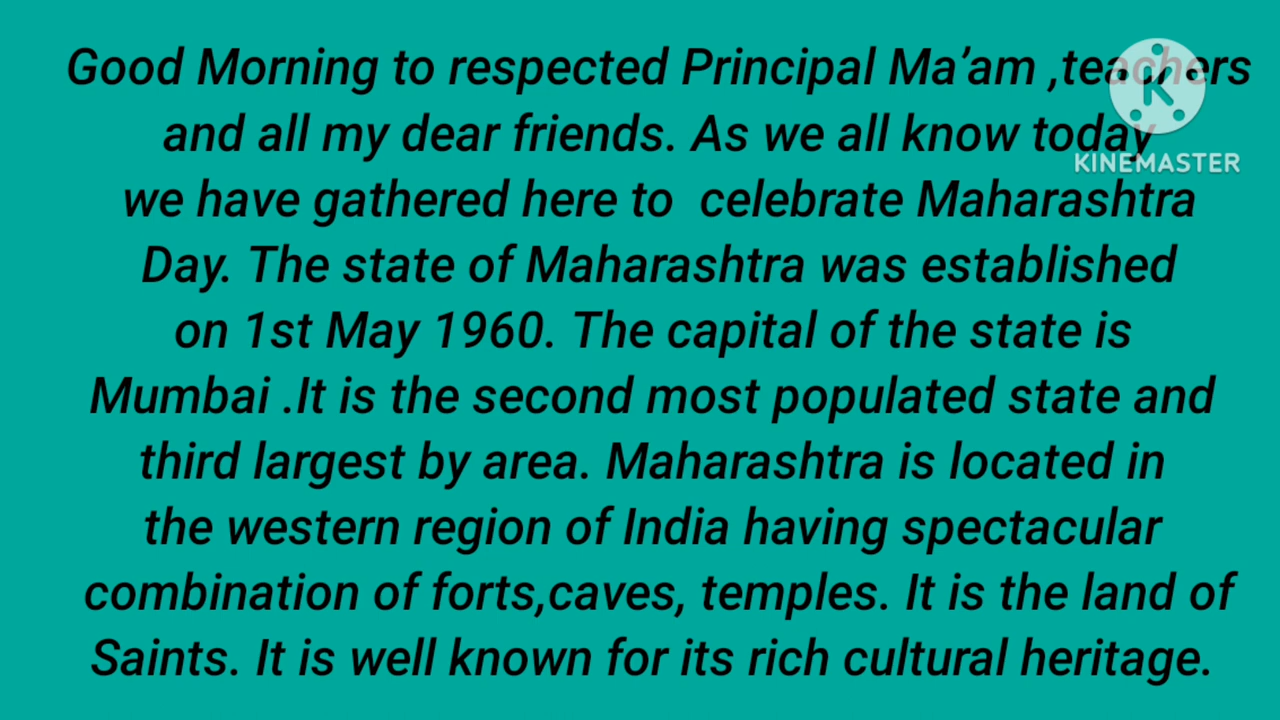 Good Morning to respected Principal Ma’am ,teachers
and all my dear friends. As we all know today
KINEMASTER
we have gathered here to  celebrate Maharashtra
Day. The state of Maharashtra was established
on 1st May 1960. The capital of the state is
Mumbai .It is the second most populated state and
third largest by area. Maharashtra is located in
the western region of India having spectacular
combination of forts,caves, temples. It is the land of
Saints. It is well known for its rich cultural heritage.